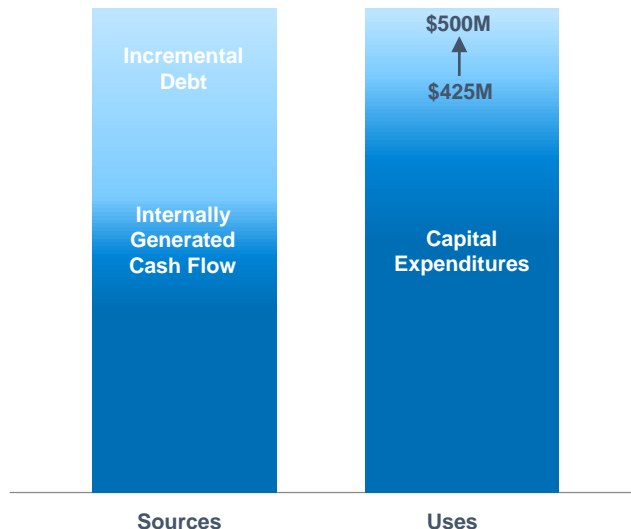 Incremental
Debt
Internally
Generated
Cash Flow
$500M
$425M
Capital
Expenditures
Sources
Uses